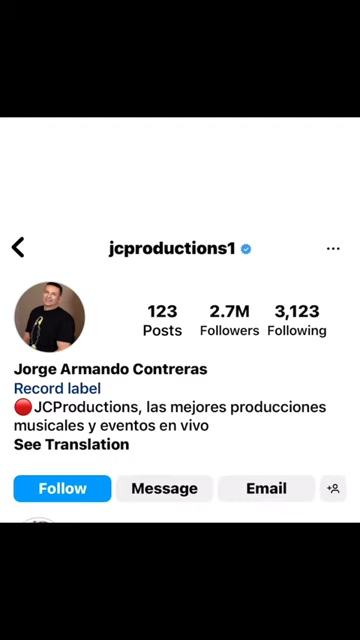 jcproductions1
123 2.7M 3,123
Posts Followers Following
Jorge Armando Contreras
Record label
🔴JCProductions, las mejores producciones
musicales y eventos en vivo
See Translation
Follow Message Email